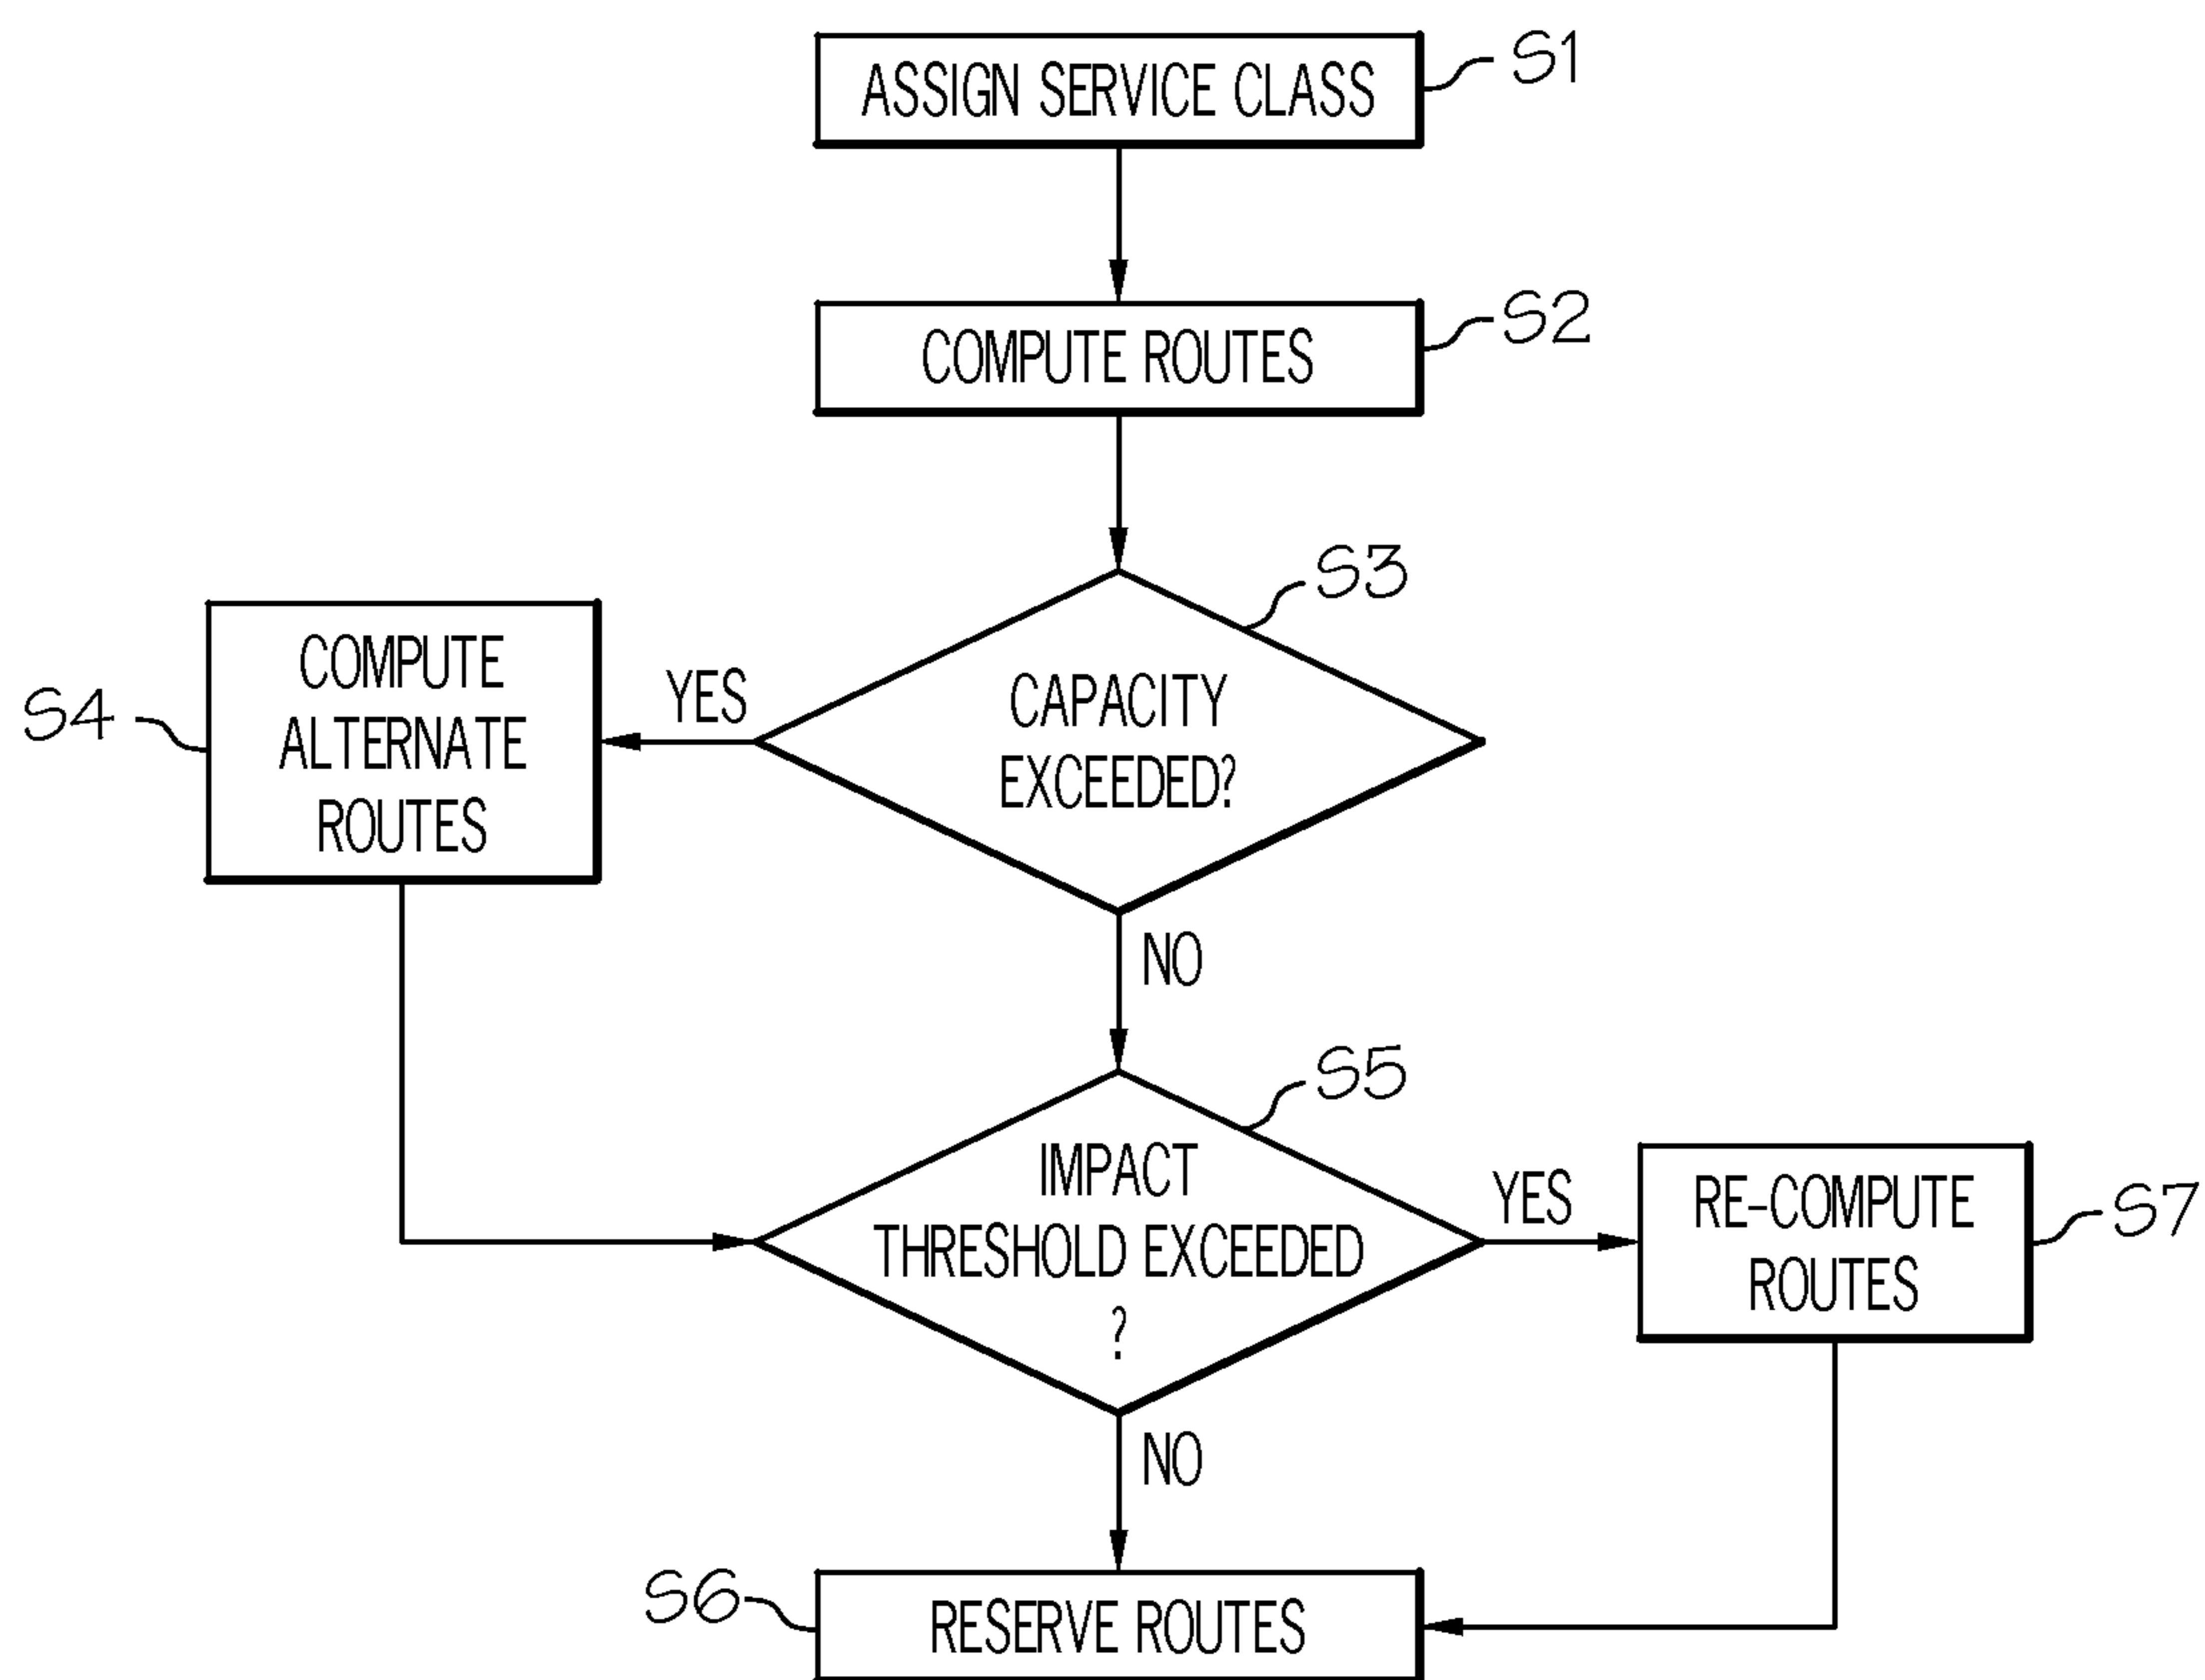 ASSIGN SERVICE CLASS
S1
COMPUTE ROUTES
S2
S3
CAPACITY
EXCEEDED?
YES
S4
COMPUTE
ALTERNATE
ROUTES
NO
S5
IMPACT
THRESHOLD EXCEEDED
?
YES
RE-COMPUTE
ROUTES
S7
NO
S6
RESERVE ROUTES